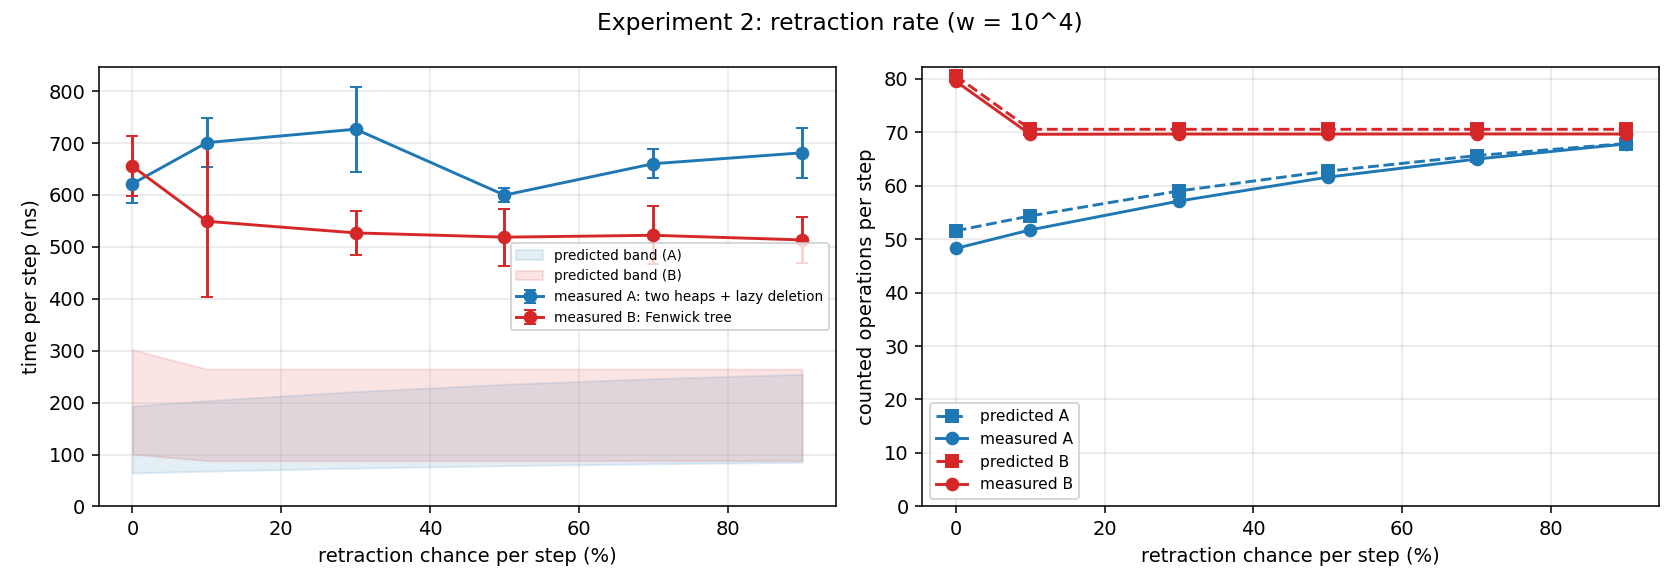 Experiment 2: retraction rate (w = 10^4)
time per step (ns)
800
700
600
500
400
300
200
100
0
predicted band (A)
predicted band (B)
measured A: two heaps + lazy deletion
measured B: Fenwick tree
0 20 40 60 80
retraction chance per step (%)
counted operations per step
80
70
60
50
40
30
20
10
0
predicted A
measured A
predicted B
measured B
0 20 40 60 80
retraction chance per step (%)